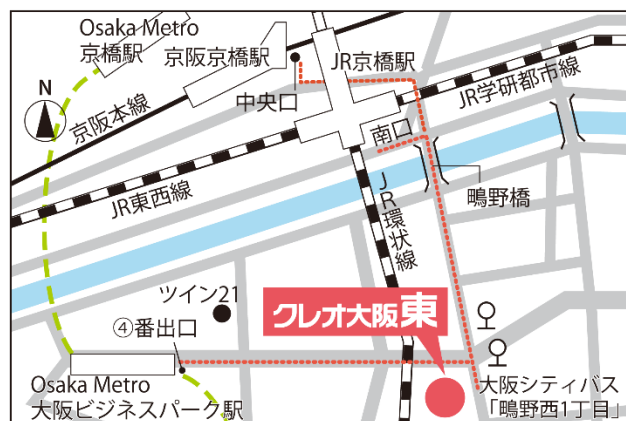 Osaka Metro
京橋駅
京阪京橋駅
JR京橋駅
中央口
N
京阪本線
JR学研都市線
南口
JR東西線
JR環状線
鴫野橋
ツイン21
クレオ大阪東
④番出口
Osaka Metro
大阪ビジネスパーク駅
大阪シティバス
「鴫野西1丁目」